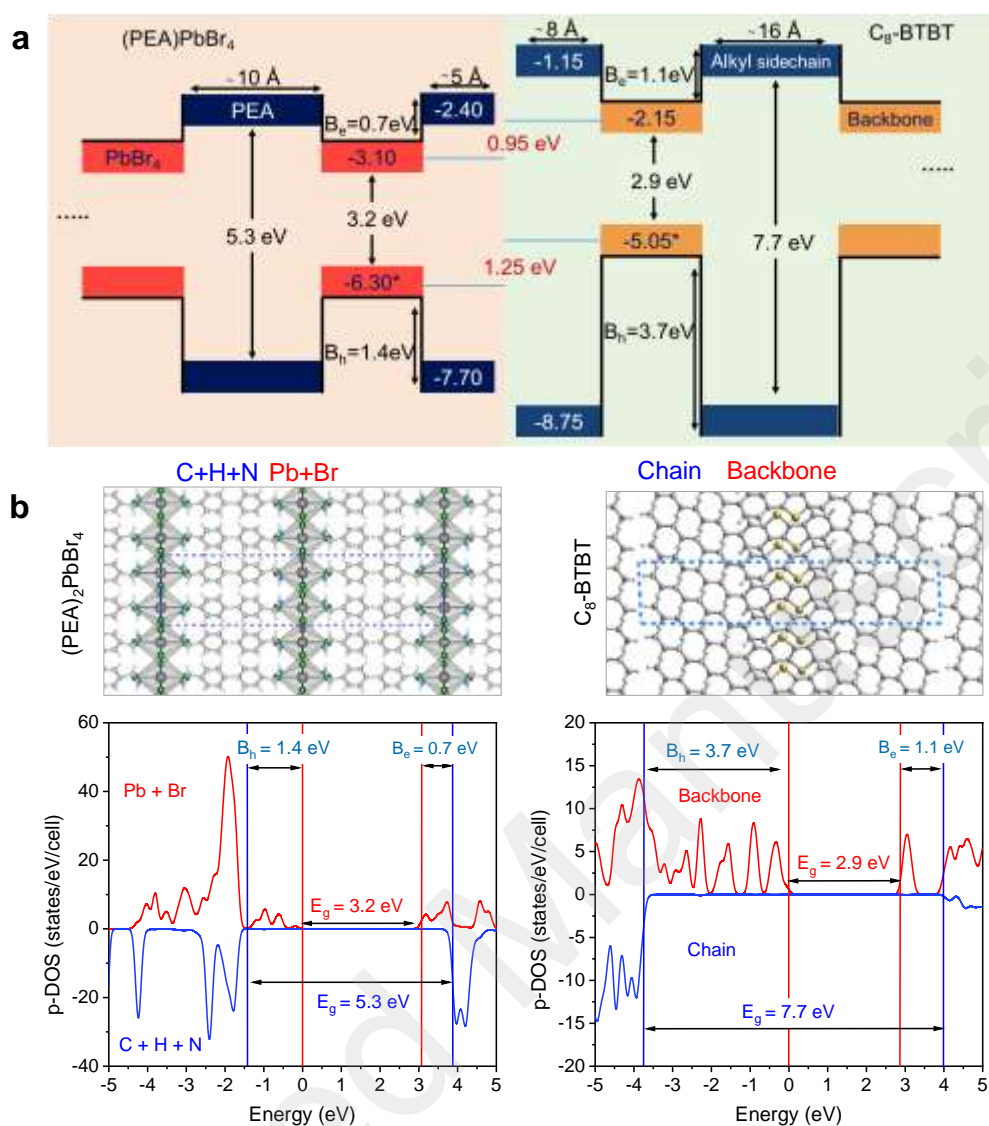 a
(PEA)PbBr₄
C₈-BTBT
~10 Å
~5 Å
~8 Å
~16 Å
PEA
-2.40
Bₑ=0.7eV
-1.15
Bₑ=1.1eV
Alkyl sidechain
-2.15
Backbone
PbBr₄
-3.10
0.95 eV
.....
5.3 eV
3.2 eV
2.9 eV
7.7 eV
.....
-5.05*
-6.30*
1.25 eV
Bₕ=1.4eV
-7.70
Bₕ=3.7eV
-8.75
b
C+H+N Pb+Br
Chain Backbone
(PEA)₂PbBr₄
C₈-BTBT
60
40
20
0
-20
-40
p-DOS (states/eV/cell)
Bₕ = 1.4 eV
Bₑ = 0.7 eV
Pb + Br
E_g = 3.2 eV
E_g = 5.3 eV
C + H + N
-5 -4 -3 -2 -1 0 1 2 3 4 5
Energy (eV)
20
15
10
5
0
-5
-10
-15
-20
p-DOS (states/eV/cell)
Bₕ = 3.7 eV
Bₑ = 1.1 eV
Backbone
E_g = 2.9 eV
Chain
E_g = 7.7 eV
-5 -4 -3 -2 -1 0 1 2 3 4 5
Energy (eV)